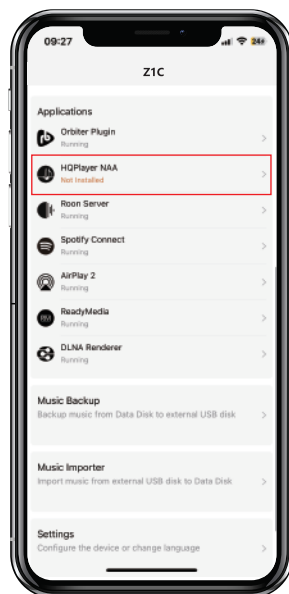 09:27
24
Z1C
Applications
Orbiter Plugin
Running
HQPlayer NAA
Not Installed
Roon Server
Running
Spotify Connect
Running
AirPlay 2
Running
RM
ReadyMedia
Running
DLNA Renderer
Running
Music Backup
Backup music from Data Disk to external USB disk
Music Importer
Import music from external USB disk to Data Disk
Settings
Configure the device or change language